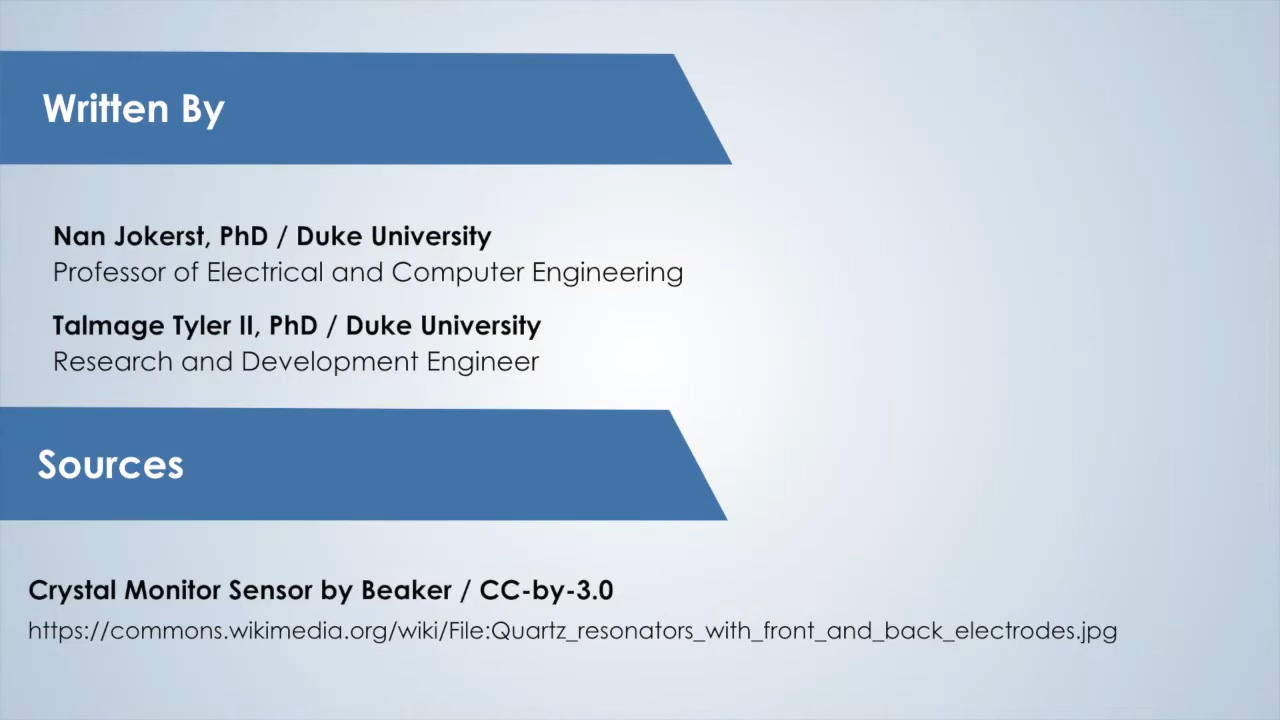 Written By
Nan Jokerst, PhD / Duke University
Professor of Electrical and Computer Engineering
Talmage Tyler II, PhD / Duke University
Research and Development Engineer
Sources
Crystal Monitor Sensor by Beaker / CC-by-3.0
https://commons.wikimedia.org/wiki/File:Quartz_resonators_with_front_and_back_electrodes.jpg